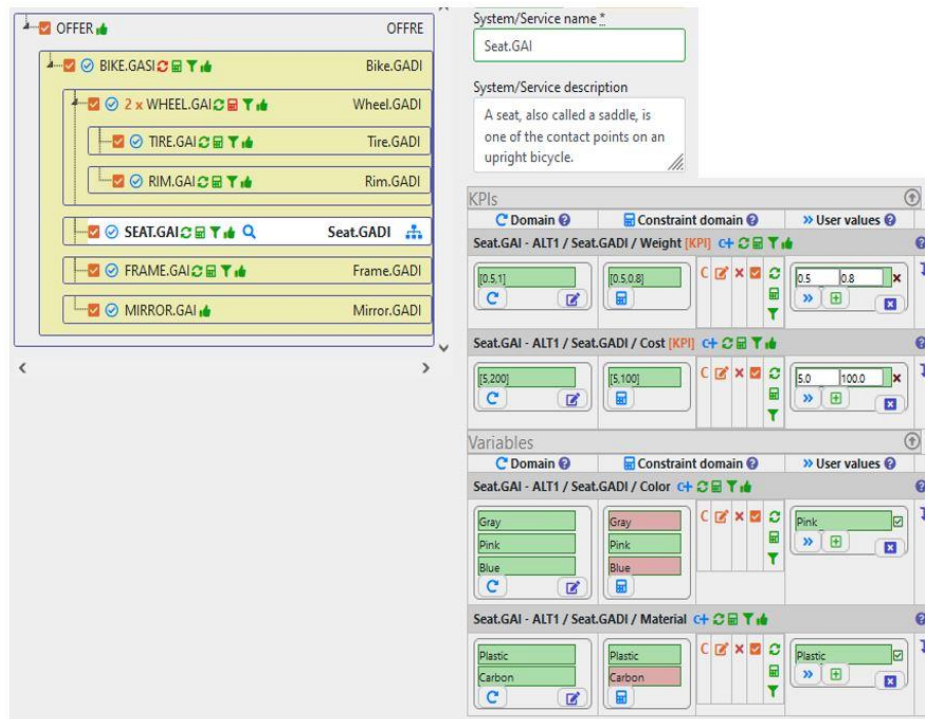 OFFER OFFRE
BIKE.GASI Bike.GADI
2 x WHEEL.GAI Wheel.GADI
TIRE.GAI Tire.GADI
RIM.GAI Rim.GADI
SEAT.GAI Seat.GADI
FRAME.GAI Frame.GADI
MIRROR.GAI Mirror.GADI
System/Service name *
Seat.GAI
System/Service description
A seat, also called a saddle, is
one of the contact points on an
upright bicycle.
KPIs
Domain Constraint domain User values
Seat.GAI - ALT1 / Seat.GADI / Weight [KPI] C+
[0.5,1] [0.5,0.8] C 0.5 0.8
Seat.GAI - ALT1 / Seat.GADI / Cost [KPI] C+
[5,200] [5,100] C 5.0 100.0
Variables
Domain Constraint domain User values
Seat.GAI - ALT1 / Seat.GADI / Color C+
Gray Gray C Pink
Pink Pink
Blue Blue
Seat.GAI - ALT1 / Seat.GADI / Material C+
Plastic Plastic C Plastic
Carbon Carbon